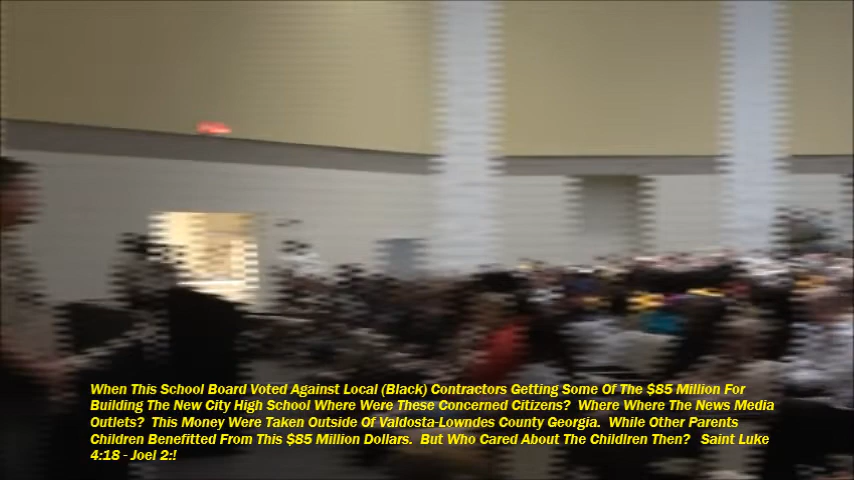 When This School Board Voted Against Local (Black) Contractors Getting Some Of The $85 Million For
Building The New City High School Where Were These Concerned Citizens?  Where Where The News Media
Outlets?  This Money Were Taken Outside Of Valdosta-Lowndes County Georgia.  While Other Parents
Children Benefitted From This $85 Million Dollars.  But Who Cared About The Childlren Then?   Saint Luke
4:18 - Joel 2:!